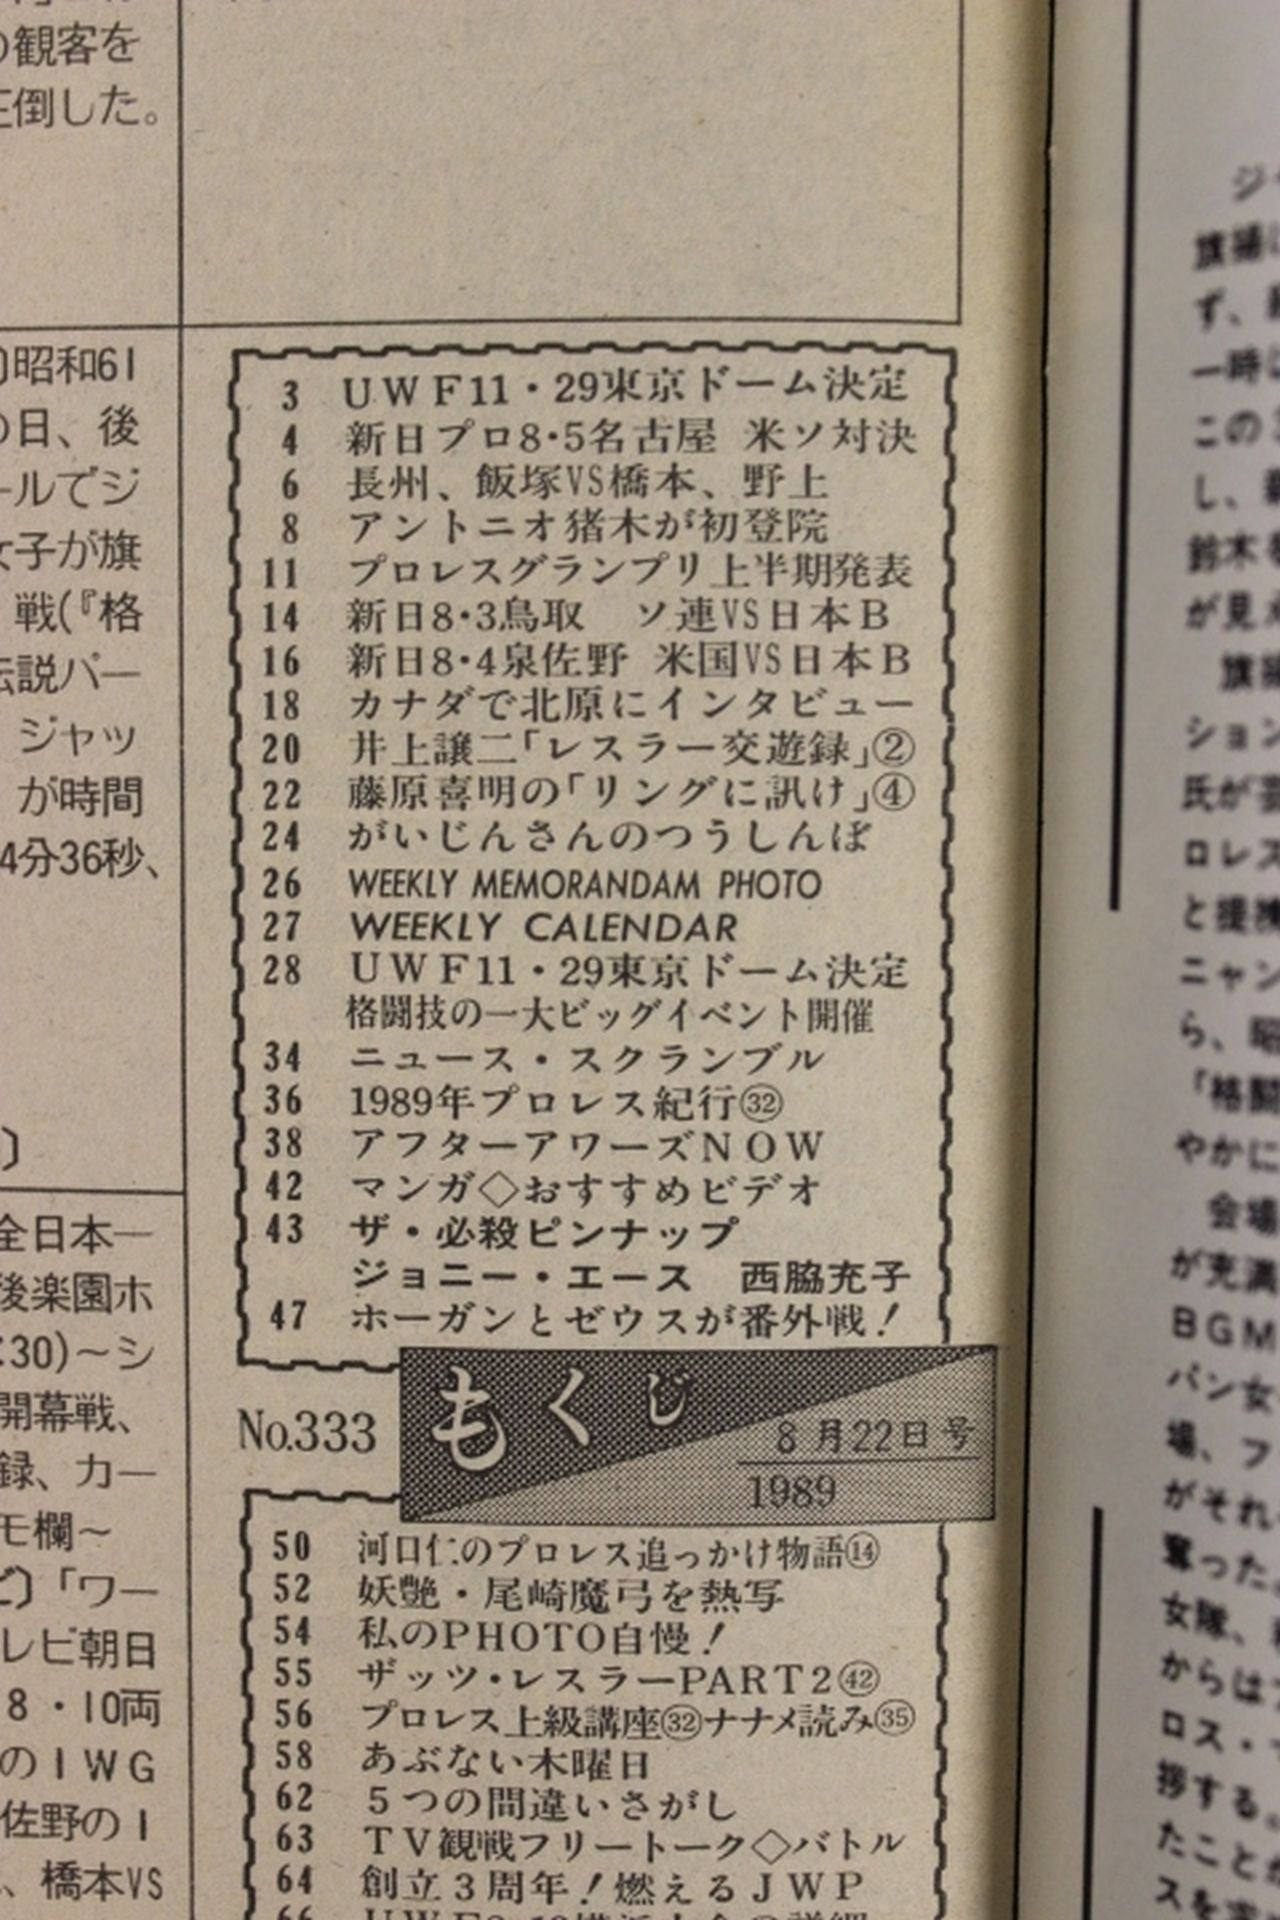 の観客を
圧倒した。
昭和61
の日、後
ールでジ
女子が旗
戦(『格
伝説パー
ジャッ
が時間
4分36秒、
全日本一
後楽園ホ
:30)～シ
開幕戦、
録、カー
モ欄～
「ワー
レビ朝日
8・10両
のIWG
佐野のI
、橋本VS
3 UWF11・29東京ドーム決定
4 新日プロ8・5名古屋 米ソ対決
6 長州、飯塚VS橋本、野上
8 アントニオ猪木が初登院
11 プロレスグランプリ上半期発表
14 新日8・3鳥取 ソ連VS日本B
16 新日8・4泉佐野 米国VS日本B
18 カナダで北原にインタビュー
20 井上譲二「レスラー交遊録」②
22 藤原喜明の「リングに訊け」④
24 がいじんさんのつうしんぼ
26 WEEKLY MEMORANDAM PHOTO
27 WEEKLY CALENDAR
28 UWF11・29東京ドーム決定
格闘技の一大ビッグイベント開催
34 ニュース・スクランブル
36 1989年プロレス紀行㉜
38 アフターアワーズNOW
42 マンガ◇おすすめビデオ
43 ザ・必殺ピンナップ
ジョニー・エース 西脇充子
47 ホーガンとゼウスが番外戦！
No.333
もくじ
8月22日号
1989
50 河口仁のプロレス追っかけ物語⑭
52 妖艶・尾崎魔弓を熱写
54 私のPHOTO自慢！
55 ザッツ・レスラーPART2㊷
56 プロレス上級講座㉜ナナメ読み㉟
58 あぶない木曜日
62 5つの間違いさがし
63 TV観戦フリートーク◇バトル
64 創立3周年！燃えるJWP
ジ
旗揚
ず、
一時
この
し、
鈴木
が見
旗揚
ション
氏が
ロレス
と提携
ニャン
ら、昭
「格闘
やかに
会場
が充満
BGM
パン女
場、フ
がそれ
奪った
女隊、
からは
ロス・
拶する。
たこと
スを